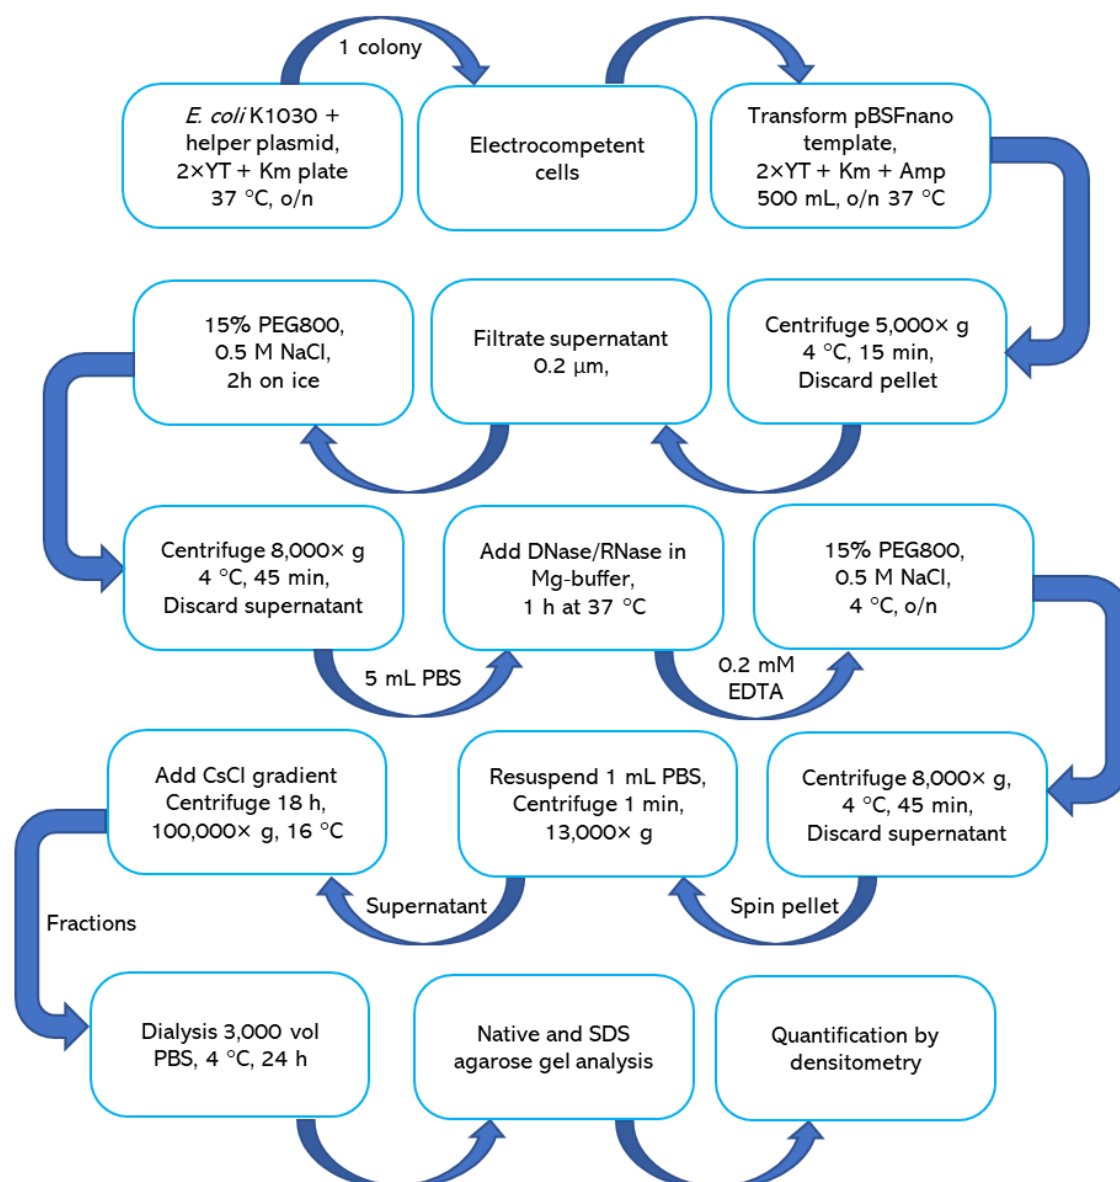 1 colony
E. coli K1030 +
helper plasmid,
2×YT + Km plate
37 °C, o/n
Electrocompetent
cells
Transform pBSFnano
template,
2×YT + Km + Amp
500 mL, o/n 37 °C
Centrifuge 5,000× g
4 °C, 15 min,
Discard pellet
Filtrate supernatant
0.2 μm,
15% PEG800,
0.5 M NaCl,
2h on ice
Centrifuge 8,000× g
4 °C, 45 min,
Discard supernatant
5 mL PBS
Add DNase/RNase in
Mg-buffer,
1 h at 37 °C
0.2 mM
EDTA
15% PEG800,
0.5 M NaCl,
4 °C, o/n
Centrifuge 8,000× g,
4 °C, 45 min,
Discard supernatant
Spin pellet
Resuspend 1 mL PBS,
Centrifuge 1 min,
13,000× g
Supernatant
Add CsCl gradient
Centrifuge 18 h,
100,000× g, 16 °C
Fractions
Dialysis 3,000 vol
PBS, 4 °C, 24 h
Native and SDS
agarose gel analysis
Quantification by
densitometry